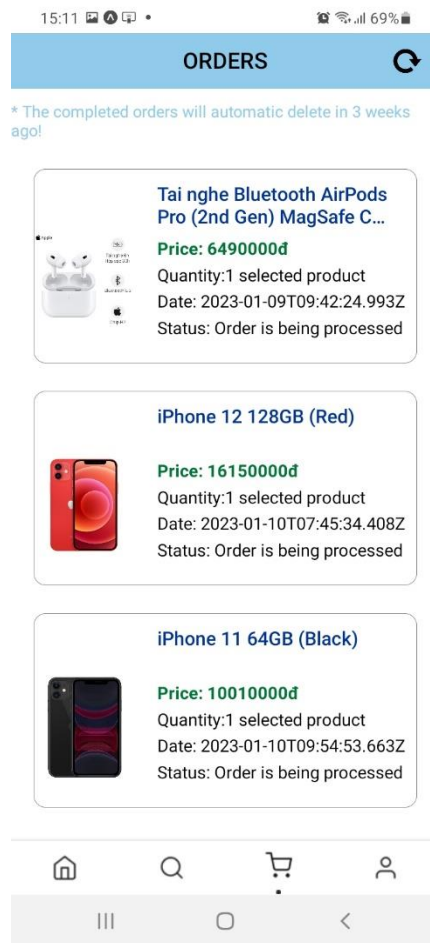 15:11
69%
ORDERS
* The completed orders will automatic delete in 3 weeks
ago!
Tai nghe Bluetooth AirPods
Pro (2nd Gen) MagSafe C...
Price: 6490000đ
Quantity:1 selected product
Date: 2023-01-09T09:42:24.993Z
Status: Order is being processed
iPhone 12 128GB (Red)
Price: 16150000đ
Quantity:1 selected product
Date: 2023-01-10T07:45:34.408Z
Status: Order is being processed
iPhone 11 64GB (Black)
Price: 10010000đ
Quantity:1 selected product
Date: 2023-01-10T09:54:53.663Z
Status: Order is being processed